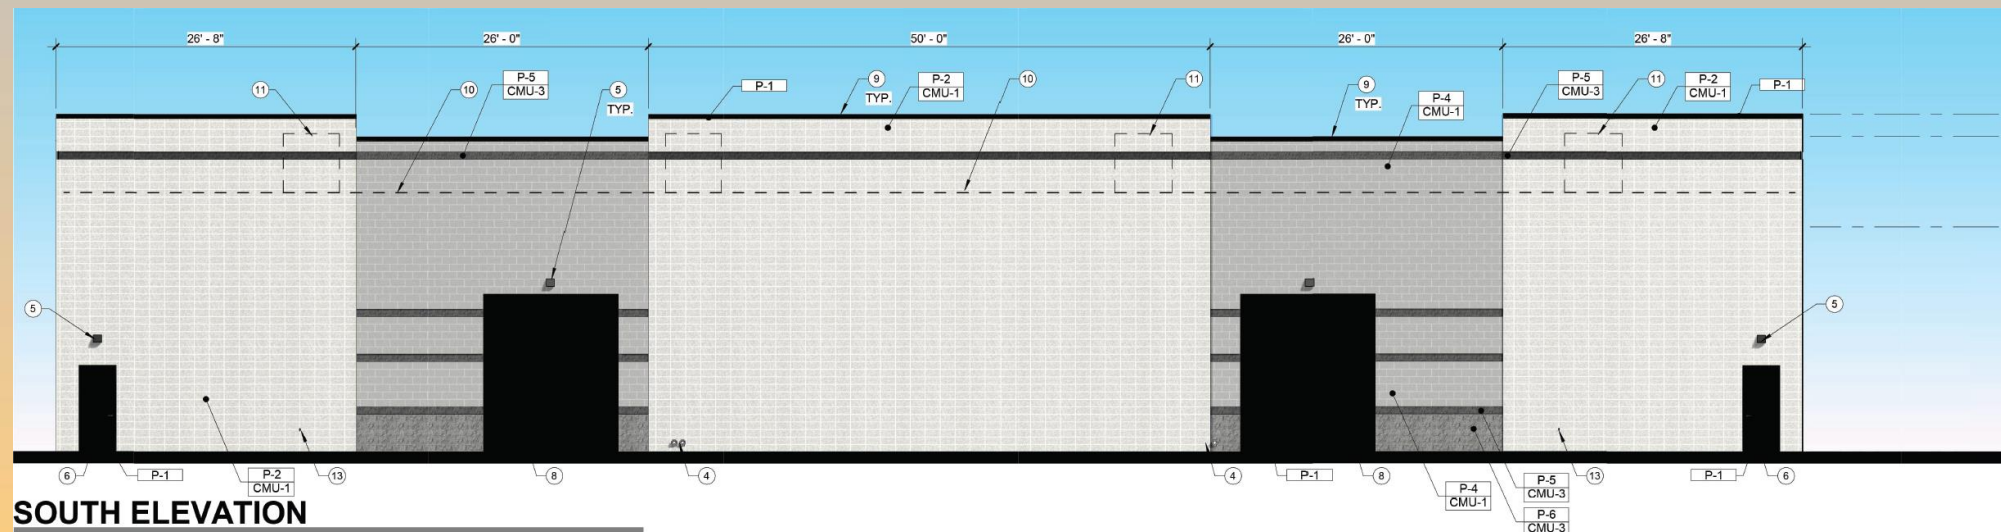 26' - 8"
26' - 0"
50' - 0"
26' - 0"
26' - 8"
11
10
P-5
CMU-3
5
TYP.
P-1
9
TYP.
P-2
CMU-1
10
11
9
TYP.
P-4
CMU-1
P-5
CMU-3
11
P-2
CMU-1
P-1
5
5
6
P-1
P-2
CMU-1
13
8
4
4
P-1
8
P-4
CMU-1
P-5
CMU-3
P-6
CMU-3
13
P-1
6
SOUTH ELEVATION